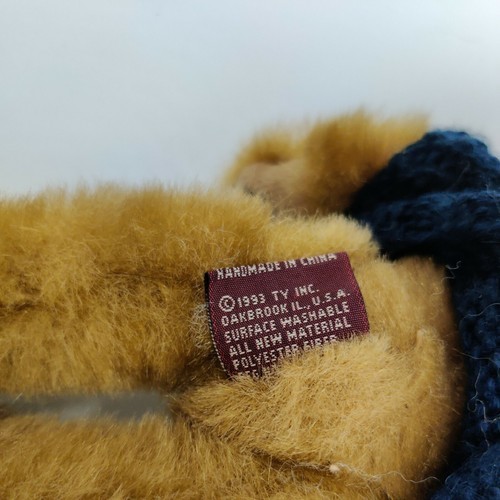 HANDMADE IN CHINA
©1993 TY INC.
OAKBROOK IL, U.S.A.
SURFACE WASHABLE
ALL NEW MATERIAL
POLYESTER FIBER